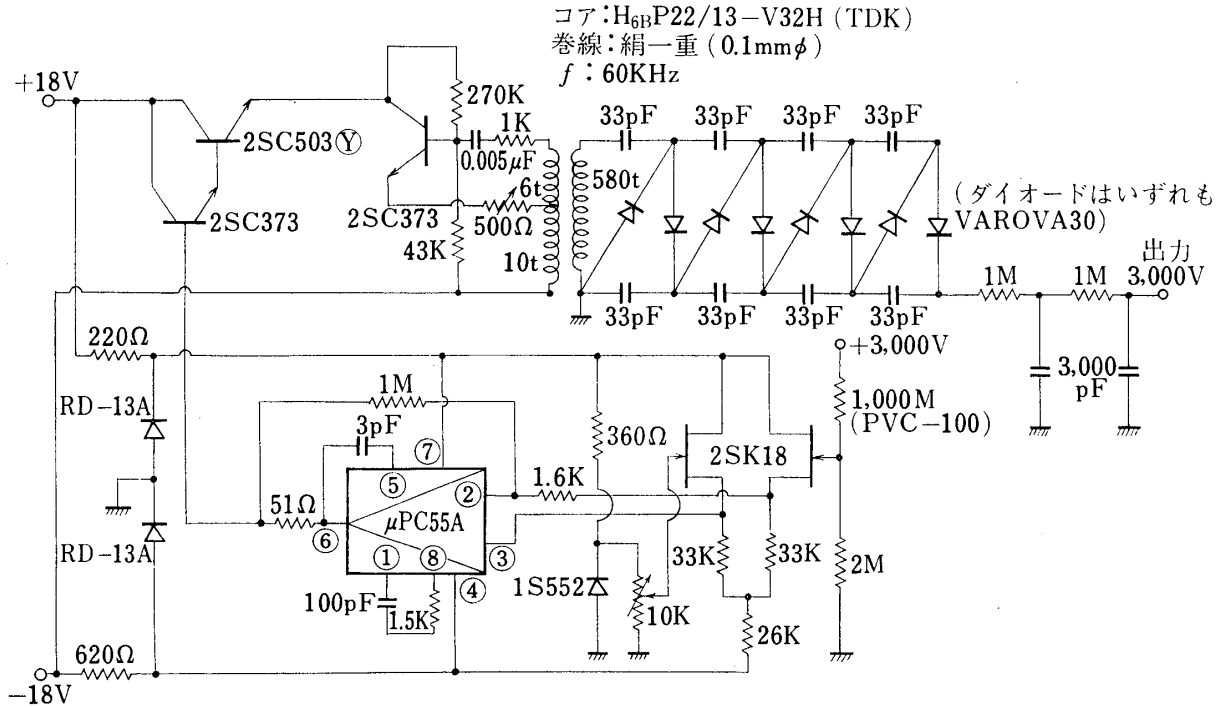 コア:H₆ʙP22/13−V32H (TDK)
巻線:絹一重 (0.1mmφ)
f : 60KHz
+18V
270K
2SC503Ⓨ
1K
0.005μF
2SC373
2SC373
43K
6t
500Ω
10t
580t
33pF
33pF
33pF
33pF
33pF
33pF
33pF
33pF
(ダイオードはいずれも
VAROVA30)
1M
1M
出力
3,000V
3,000
pF
220Ω
RD-13A
RD-13A
1M
3pF
⑦
⑤
②
51Ω
⑥
μPC55A
①
⑧
③
④
100pF
1.5K
1.6K
360Ω
1S552
10K
2SK18
33K
33K
26K
+3,000V
1,000M
(PVC-100)
2M
620Ω
−18V